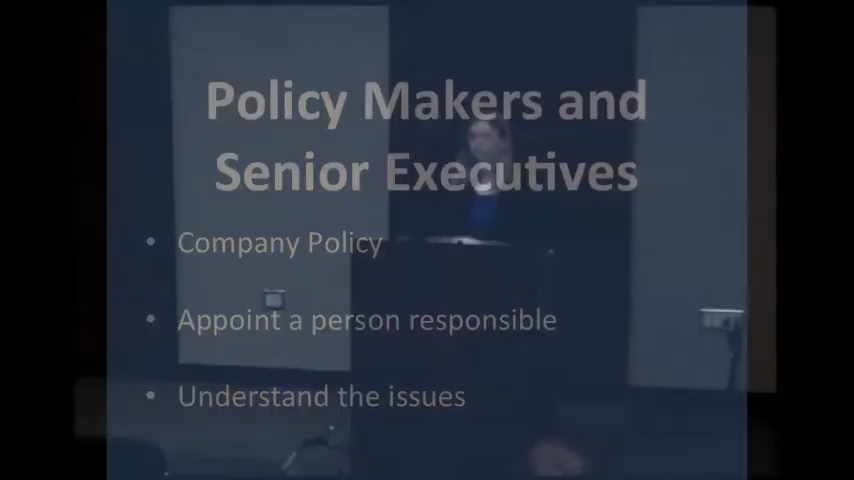 Policy Makers and
Senior Executives
• Company Policy
• Appoint a person responsible
• Understand the issues